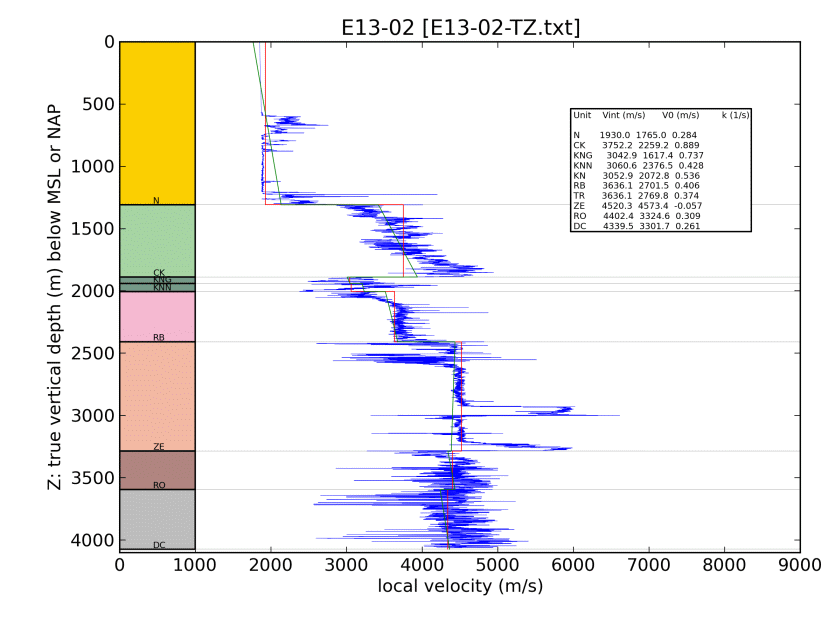 E13-02 [E13-02-TZ.txt]
Z: true vertical depth (m) below MSL or NAP
0
500
1000
1500
2000
2500
3000
3500
4000
N
CK
KNG
KNN
RB
ZE
RO
DC
Unit Vint (m/s) V0 (m/s) k (1/s)
N 1930.0 1765.0 0.284
CK 3752.2 2259.2 0.889
KNG 3042.9 1617.4 0.737
KNN 3060.6 2376.5 0.428
KN 3052.9 2072.8 0.536
RB 3636.1 2701.5 0.406
TR 3636.1 2769.8 0.374
ZE 4520.3 4573.4 -0.057
RO 4402.4 3324.6 0.309
DC 4339.5 3301.7 0.261
0 1000 2000 3000 4000 5000 6000 7000 8000 9000
local velocity (m/s)